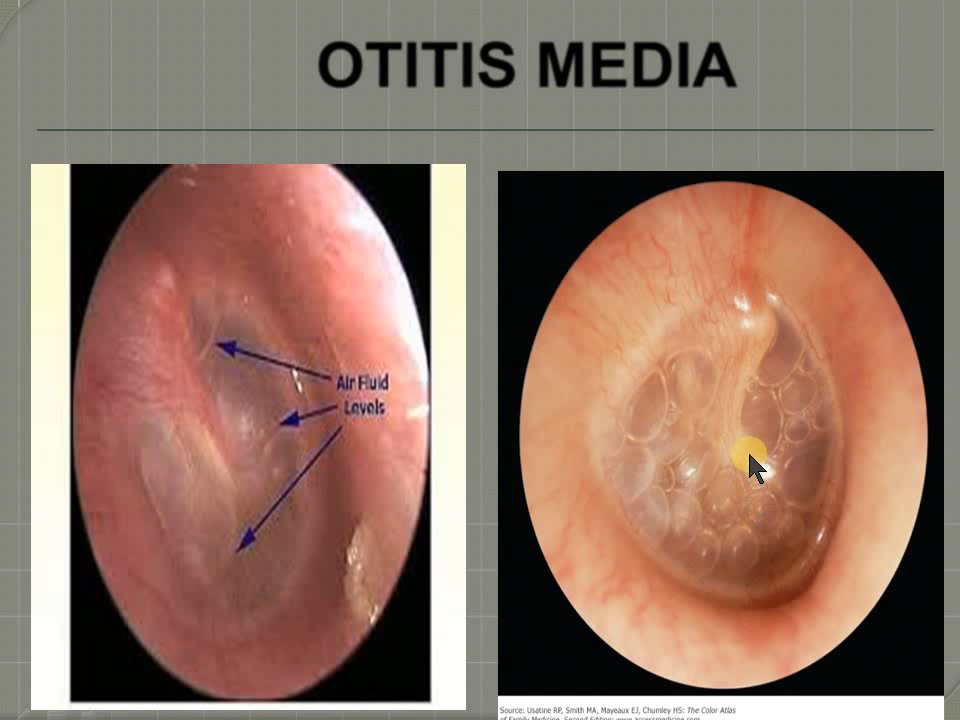 OTITIS MEDIA
Air Fluid
Levels
Source: Usatine RP, Smith MA, Mayeaux EJ, Chumley HS: The Color Atlas
of Family Medicine, Second Edition: www.accessmedicine.com